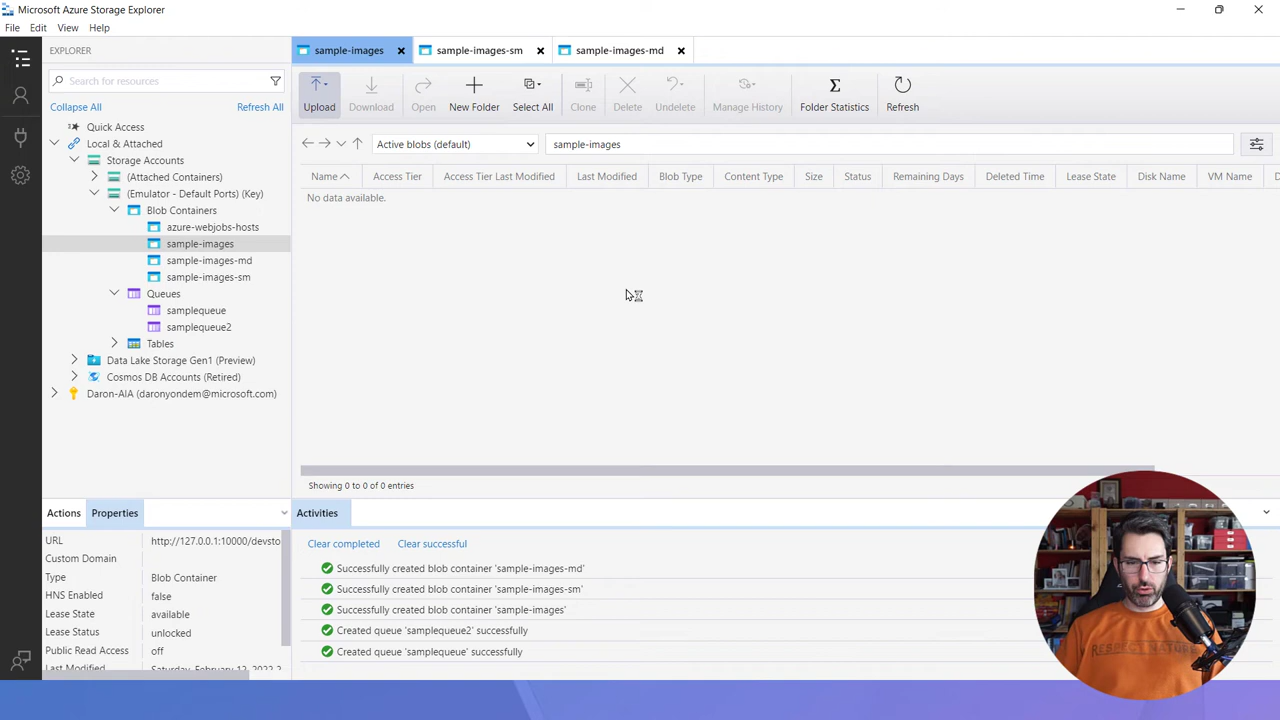 Microsoft Azure Storage Explorer
File Edit View Help
EXPLORER
Search for resources
Collapse All Refresh All
Quick Access
Local & Attached
Storage Accounts
(Attached Containers)
(Emulator - Default Ports) (Key)
Blob Containers
azure-webjobs-hosts
sample-images
sample-images-md
sample-images-sm
Queues
samplequeue
samplequeue2
Tables
Data Lake Storage Gen1 (Preview)
Cosmos DB Accounts (Retired)
Daron-AIA (daronyondem@microsoft.com)
Actions Properties
URL http://127.0.0.1:10000/devsto
Custom Domain
Type Blob Container
HNS Enabled false
Lease State available
Lease Status unlocked
Public Read Access off
Last Modified Saturday, February 12, 2022 2
sample-images sample-images-sm sample-images-md
Upload Download Open New Folder Select All Clone Delete Undelete Manage History Folder Statistics Refresh
Active blobs (default) sample-images
Name Access Tier Access Tier Last Modified Last Modified Blob Type Content Type Size Status Remaining Days Deleted Time Lease State Disk Name VM Name D
No data available.
Showing 0 to 0 of 0 entries
Activities
Clear completed Clear successful
Successfully created blob container 'sample-images-md'
Successfully created blob container 'sample-images-sm'
Successfully created blob container 'sample-images'
Created queue 'samplequeue2' successfully
Created queue 'samplequeue' successfully
RESPECT NATURE